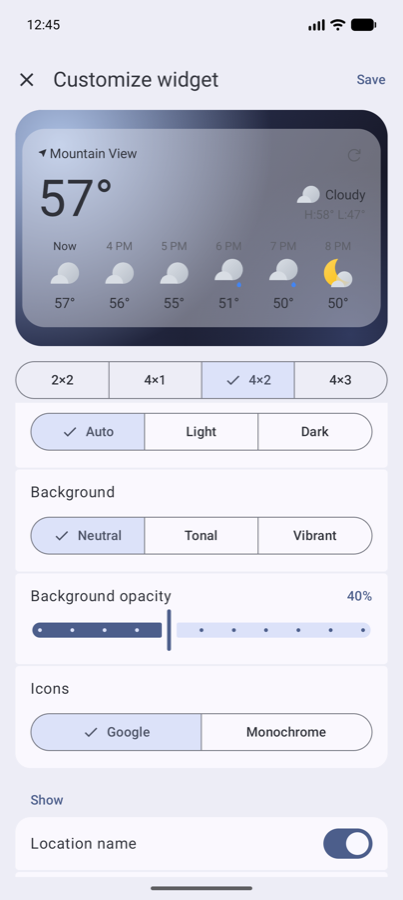 12:45
Customize widget
Save
Mountain View
57°
Cloudy
H:58° L:47°
Now 4 PM 5 PM 6 PM 7 PM 8 PM
57° 56° 55° 51° 50° 50°
2×2 4×1 4×2 4×3
Auto Light Dark
Background
Neutral Tonal Vibrant
Background opacity 40%
Icons
Google Monochrome
Show
Location name